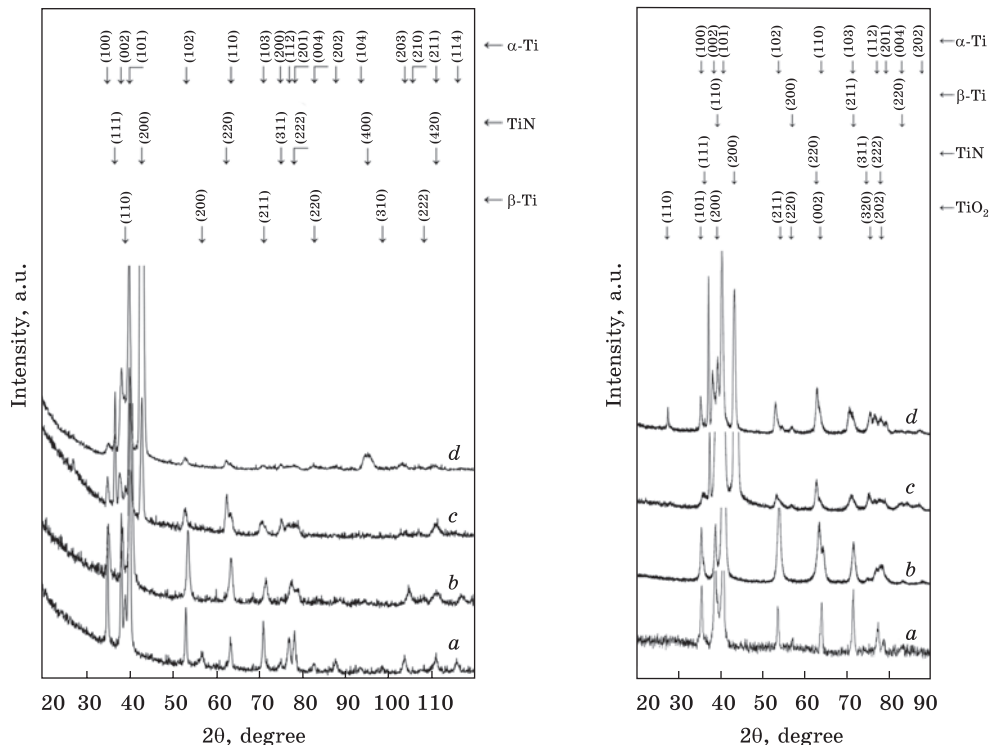 (100) (002) (101) (102) (110) (103) (200) (112) (201) (004) (202) (104) (203) (210) (211) (114) ← α-Ti
(111) (200) (220) (311) (222) (400) (420) ← TiN
(110) (200) (211) (220) (310) (222) ← β-Ti
Intensity, a.u.
d
c
b
a
20 30 40 50 60 70 80 90 100 110
2θ, degree
(100) (002) (101) (102) (110) (103) (112) (201) (004) (202) ← α-Ti
(110) (200) (211) (220) ← β-Ti
(111) (200) (220) (311) (222) ← TiN
(110) (101) (200) (211) (220) (002) (320) (202) ← TiO₂
Intensity, a.u.
d
c
b
a
20 30 40 50 60 70 80 90
2θ, degree